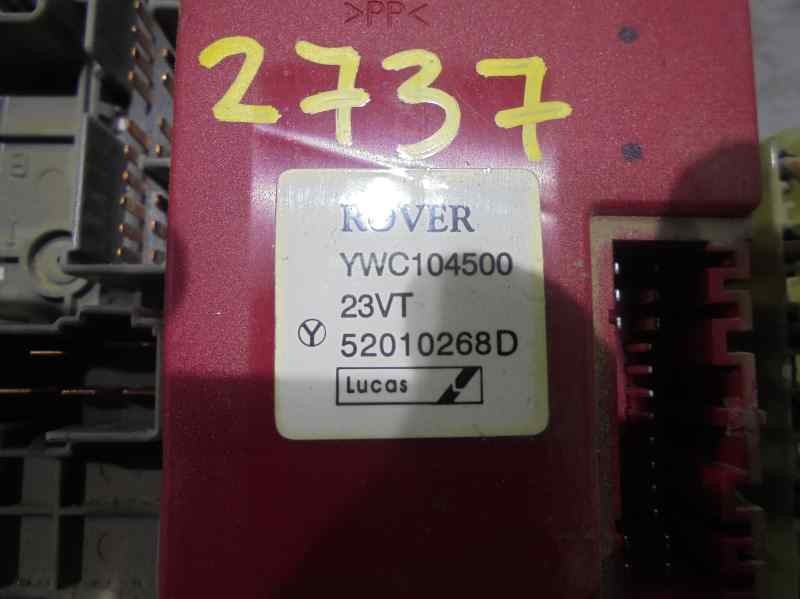 >PP<
2737
ROVER
YWC104500
23VT
Y 52010268D
Lucas
B